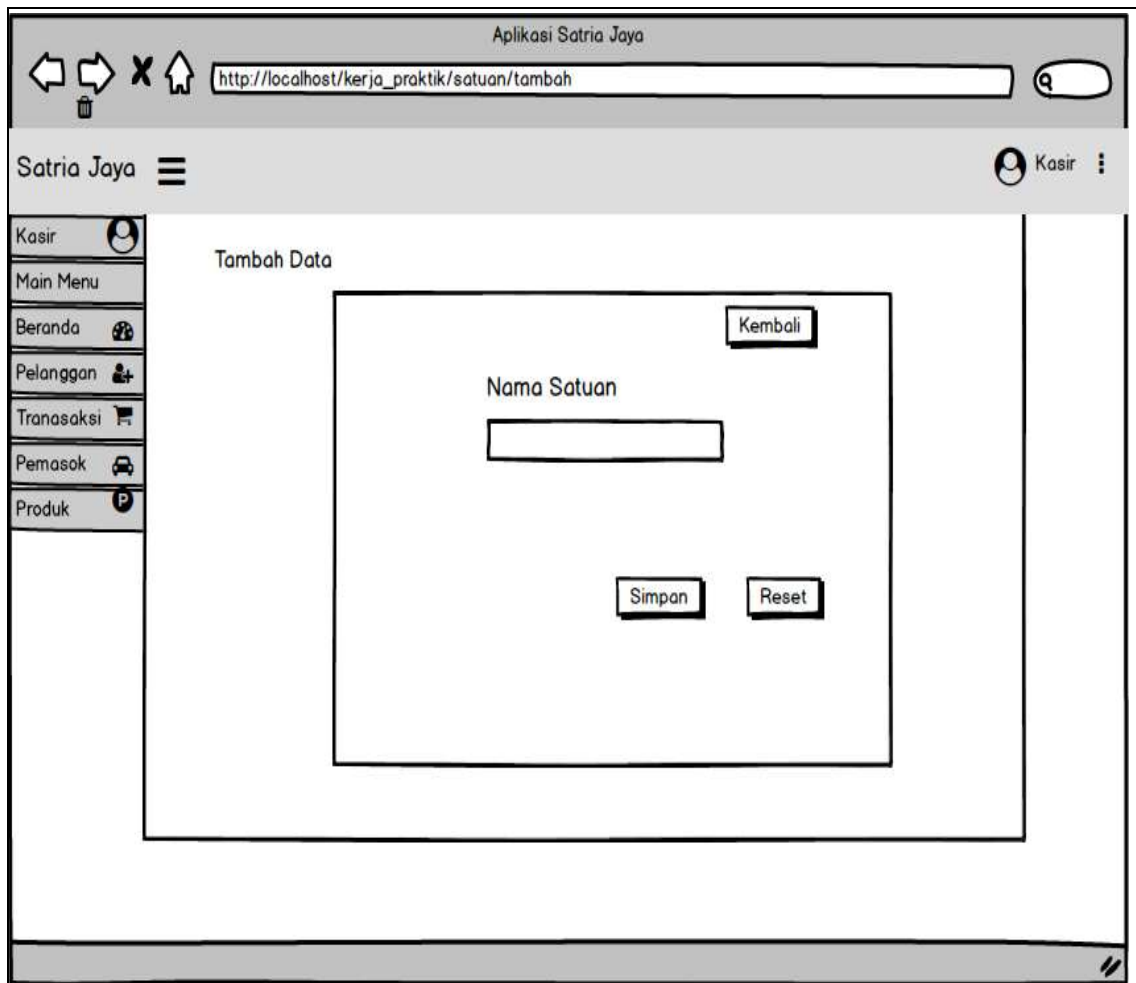 Aplikasi Satria Jaya
http://localhost/kerja_praktik/satuan/tambah
Satria Jaya
Kasir
Kasir
Main Menu
Beranda
Pelanggan
Tranasaksi
Pemasok
Produk
P
Tambah Data
Kembali
Nama Satuan
Simpan
Reset